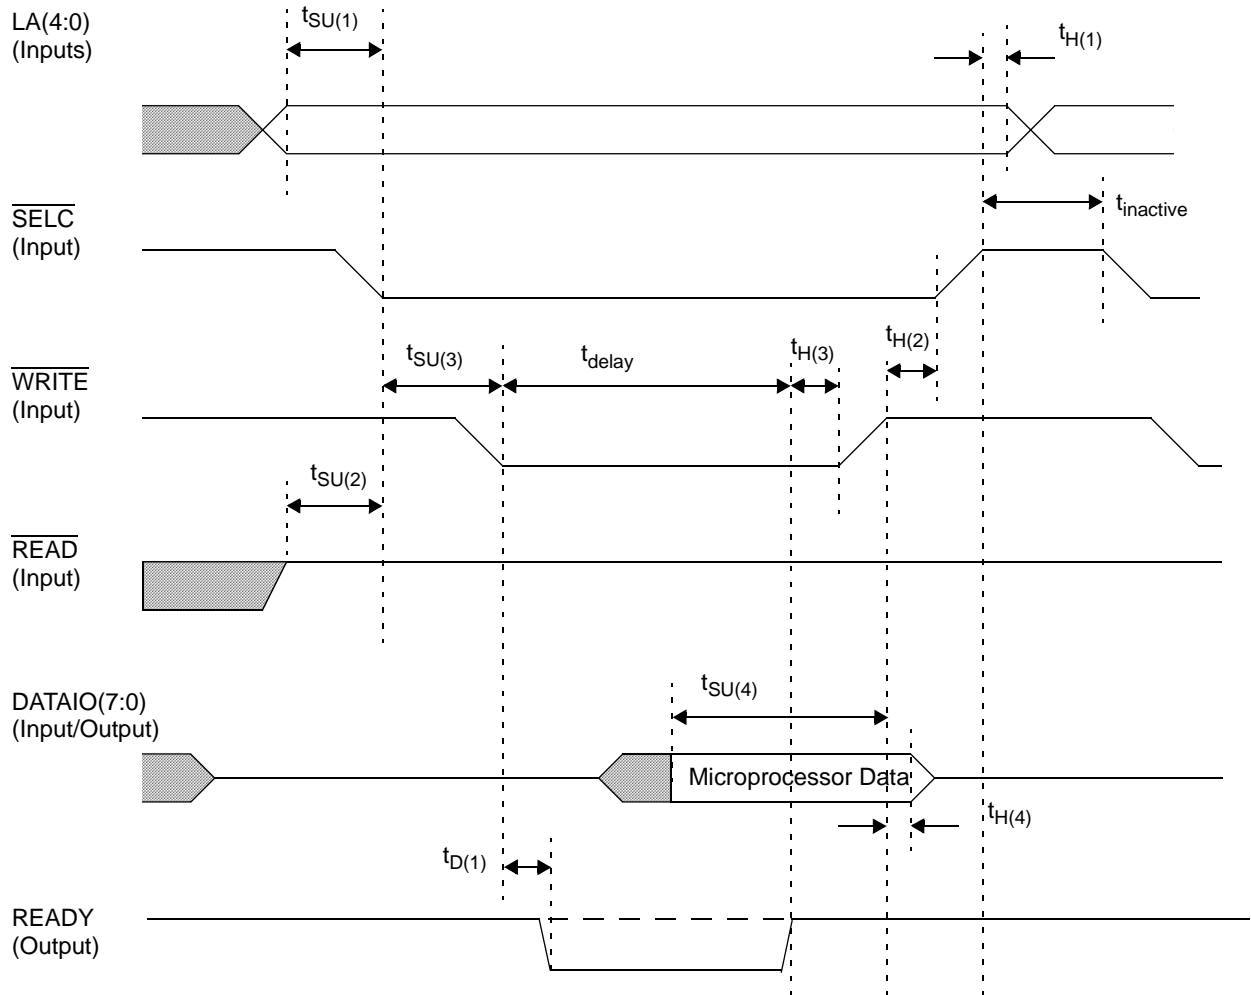 LA(4:0)
(Inputs)
tSU(1)
tH(1)
SELC
(Input)
tinactive
WRITE
(Input)
tSU(3)
tdelay
tH(3)
tH(2)
tSU(2)
READ
(Input)
DATAIO(7:0)
(Input/Output)
tSU(4)
Microprocessor Data
tH(4)
tD(1)
READY
(Output)